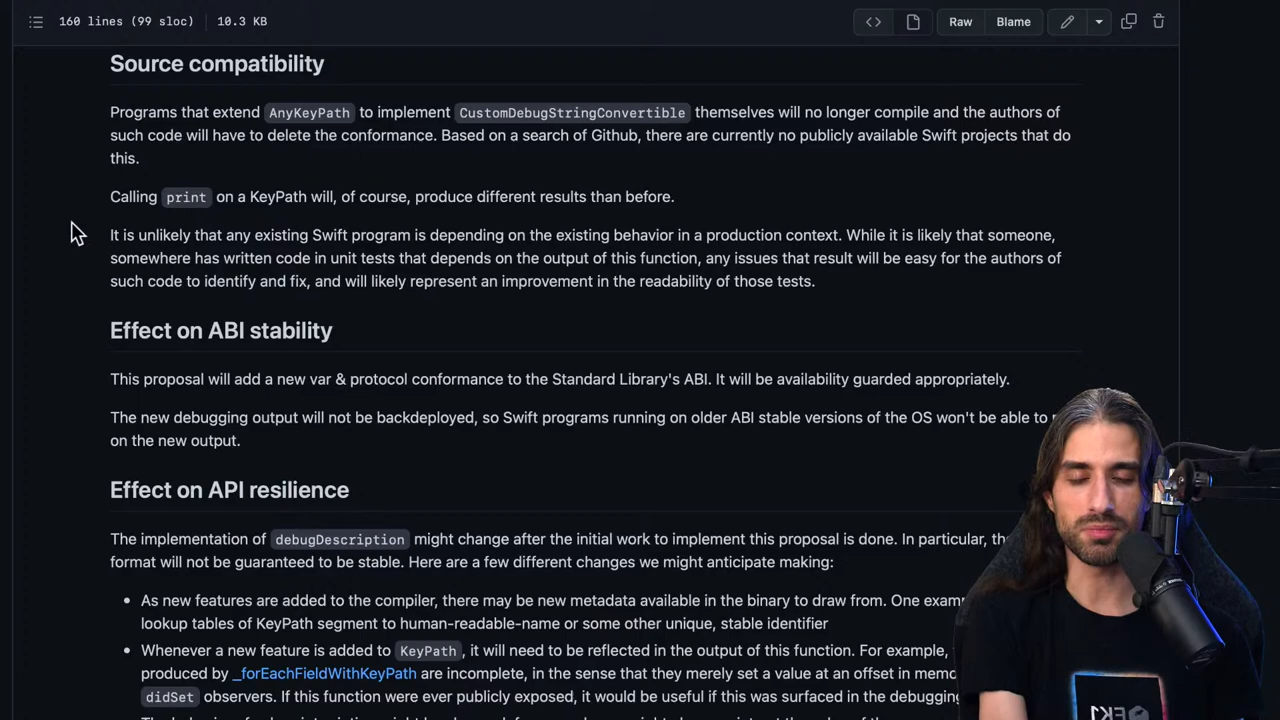 160 lines (99 sloc) 10.3 KB Raw Blame
Source compatibility
Programs that extend AnyKeyPath to implement CustomDebugStringConvertible themselves will no longer compile and the authors of
such code will have to delete the conformance. Based on a search of Github, there are currently no publicly available Swift projects that do
this.
Calling print on a KeyPath will, of course, produce different results than before.
It is unlikely that any existing Swift program is depending on the existing behavior in a production context. While it is likely that someone,
somewhere has written code in unit tests that depends on the output of this function, any issues that result will be easy for the authors of
such code to identify and fix, and will likely represent an improvement in the readability of those tests.
Effect on ABI stability
This proposal will add a new var & protocol conformance to the Standard Library's ABI. It will be availability guarded appropriately.
The new debugging output will not be backdeployed, so Swift programs running on older ABI stable versions of the OS won't be able to
on the new output.
Effect on API resilience
The implementation of debugDescription might change after the initial work to implement this proposal is done. In particular,
format will not be guaranteed to be stable. Here are a few different changes we might anticipate making:
• As new features are added to the compiler, there may be new metadata available in the binary to draw from. One
lookup tables of KeyPath segment to human-readable-name or some other unique, stable identifier
• Whenever a new feature is added to KeyPath, it will need to be reflected in the output of this function. For example,
produced by _forEachFieldWithKeyPath are incomplete, in the sense that they merely set a value at an offset in
didSet observers. If this function were ever publicly exposed, it would be useful if this was surfaced in the debugging